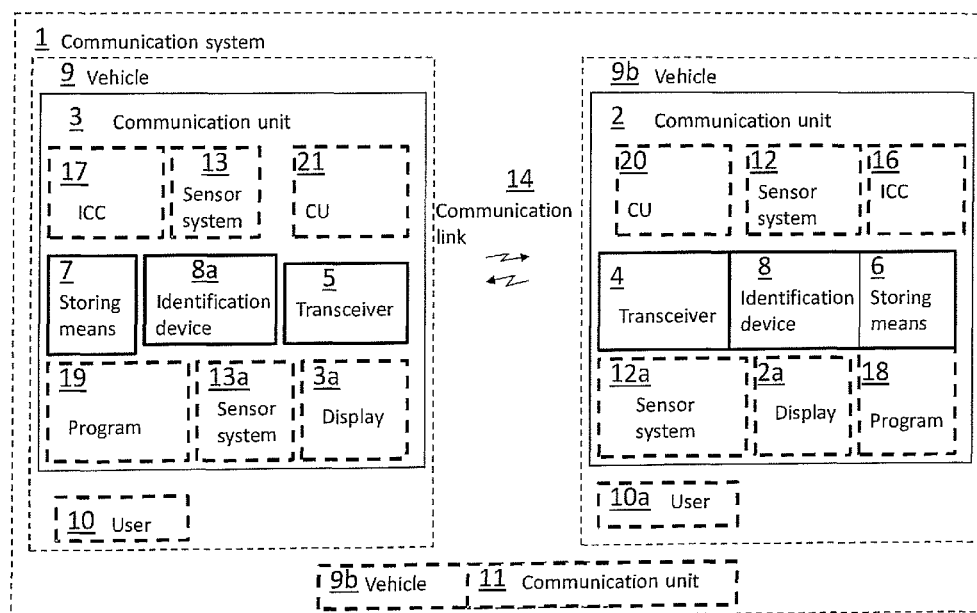 1 Communication system
9 Vehicle
3 Communication unit
17 ICC
13 Sensor system
21 CU
7 Storing means
8a Identification device
5 Transceiver
19 Program
13a Sensor system
3a Display
10 User
14 Communication link
9b Vehicle
2 Communication unit
20 CU
12 Sensor system
16 ICC
4 Transceiver
8 Identification device
6 Storing means
12a Sensor system
2a Display
18 Program
10a User
9b Vehicle
11 Communication unit